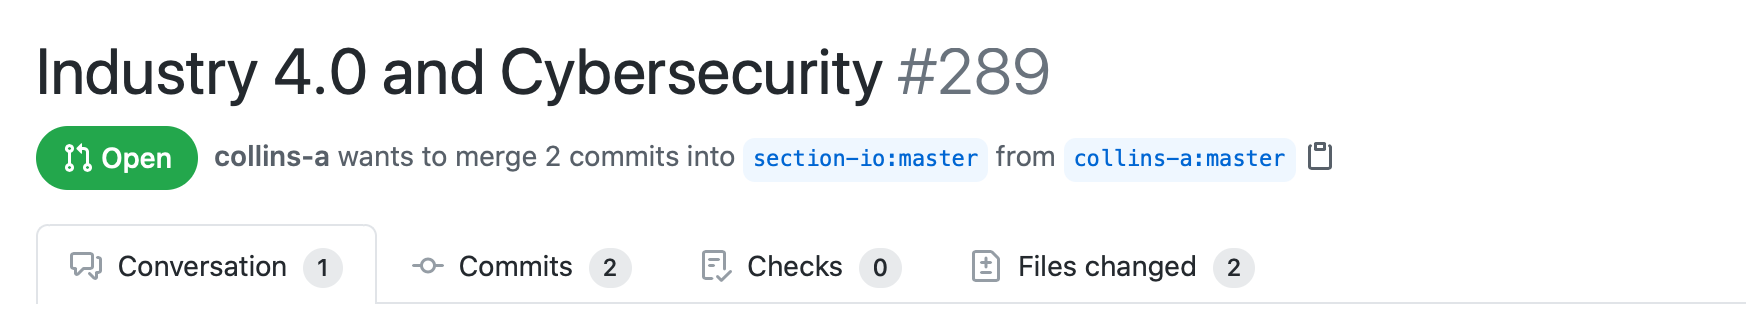 Industry 4.0 and Cybersecurity #289
Open collins-a wants to merge 2 commits into section-io:master from collins-a:master
Conversation 1 Commits 2 Checks 0 Files changed 2